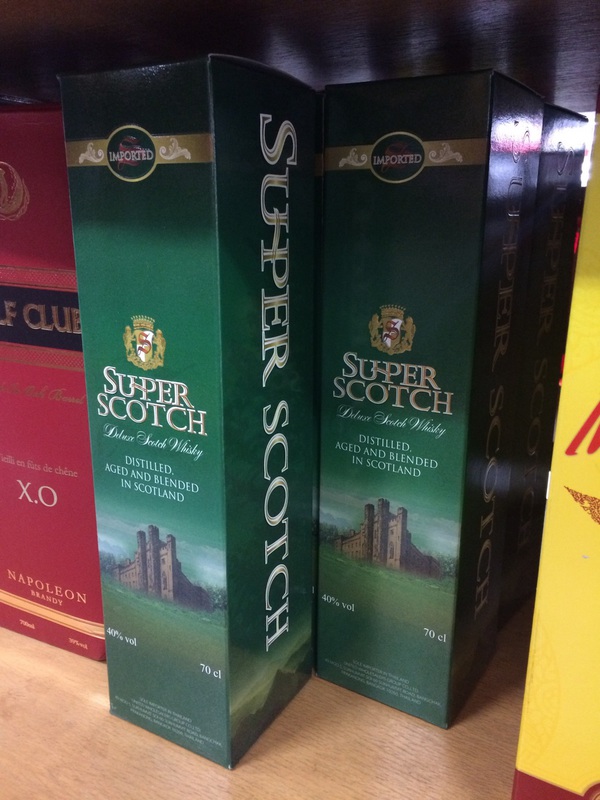 LF CLUB
X.O
NAPOLEON
BRANDY
700ml
IMPORTED
SUPER
SCOTCH
Deluxe Scotch Whisky
DISTILLED,
AGED AND BLENDED
IN SCOTLAND
40% vol
70 cl
SUPER SCOTCH
IMPORTED
SUPER
SCOTCH
Deluxe Scotch Whisky
DISTILLED,
AGED AND BLENDED
IN SCOTLAND
40% vol
70 cl
SUPER SCOTCH